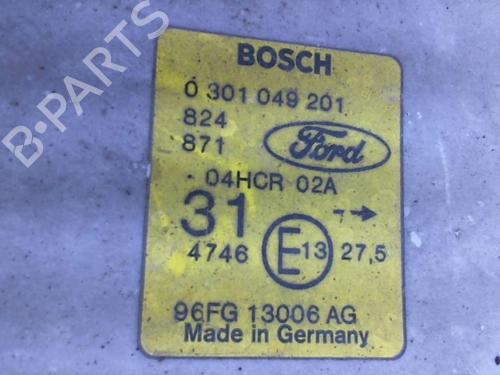 B-PARTS
BOSCH
0 301 049 201
824
871
Ford
04HCR 02A
31
4746 E 13 27,5
96FG 13006 AG
Made in Germany